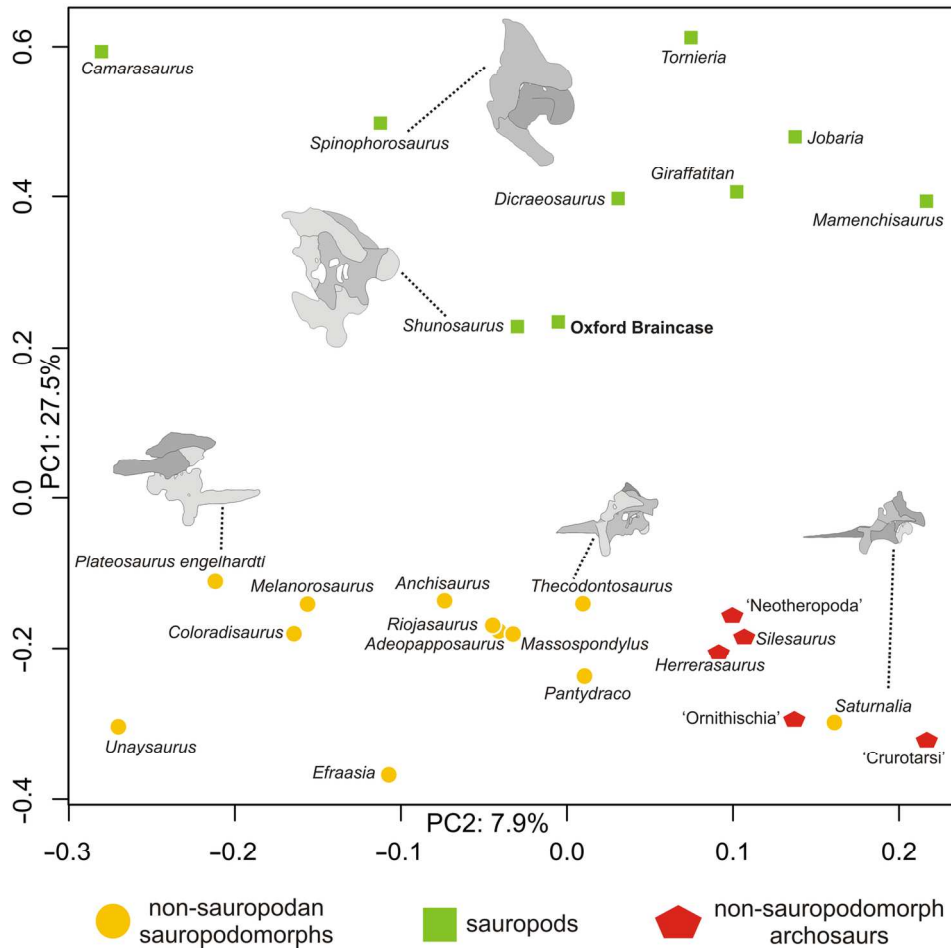 0.6
Camarasaurus
Tornieria
Spinophorosaurus
Jobaria
Giraffatitan
0.4
Dicraeosaurus
Mamenchisaurus
Shunosaurus
Oxford Braincase
0.2
PC1: 27.5%
0.0
Plateosaurus engelhardti
Melanorosaurus
Anchisaurus
Thecodontosaurus
'Neotheropoda'
Coloradisaurus
Riojasaurus
Silesaurus
−0.2
Adeopapposaurus
Massospondylus
Herrerasaurus
Pantydraco
'Ornithischia'
Saturnalia
Unaysaurus
Efraasia
'Crurotarsi'
−0.4
PC2: 7.9%
−0.3
−0.2
−0.1
0.0
0.1
0.2
non-sauropodan
sauropodomorphs
sauropods
non-sauropodomorph
archosaurs